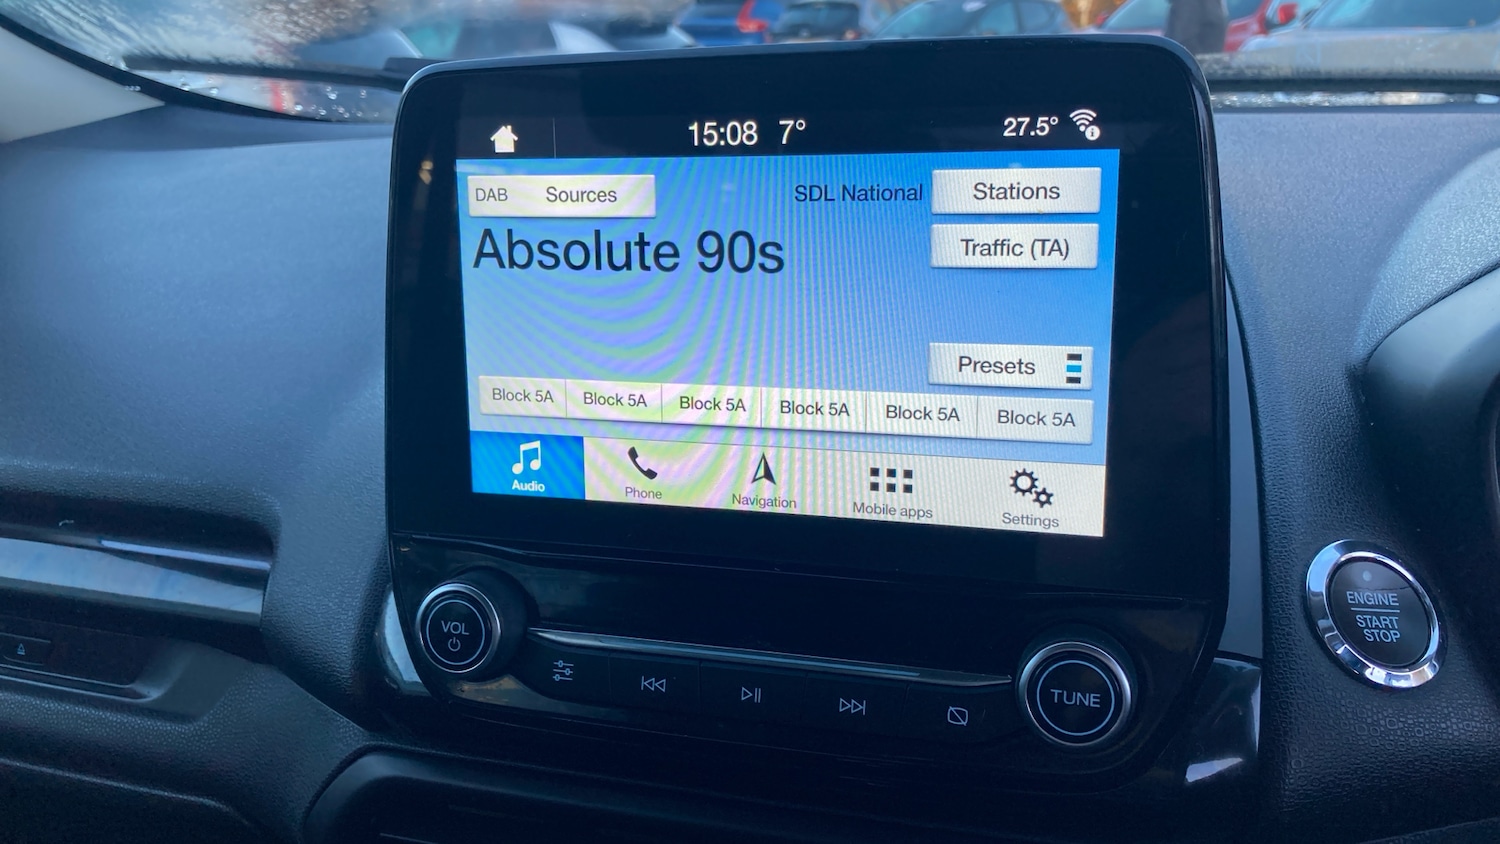 15:08 7° 27.5°
DAB Sources SDL National Stations
Absolute 90s Traffic (TA)
Presets
Block 5A Block 5A Block 5A Block 5A Block 5A Block 5A
Audio Phone Navigation Mobile apps Settings
VOL
TUNE
ENGINE
START
STOP